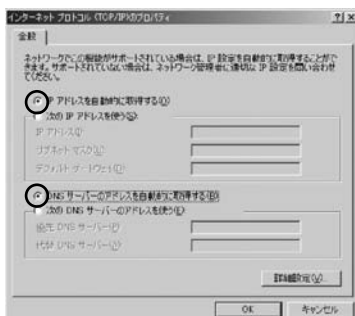 インターネット プロトコル (TCP/IP)のプロパティ
全般
ネットワークでこの機能がサポートされている場合は、IP 設定を自動的に取得することがで
きます。サポートされていない場合は、ネットワーク管理者に適切な IP 設定を問い合わせ
てください。
IP アドレスを自動的に取得する(O)
次の IP アドレスを使う(S):
IP アドレス(I):
サブネット マスク(U):
デフォルト ゲートウェイ(D):
DNS サーバーのアドレスを自動的に取得する(B)
次の DNS サーバーのアドレスを使う(E):
優先 DNS サーバー(P):
代替 DNS サーバー(A):
詳細設定(V)...
OK
キャンセル